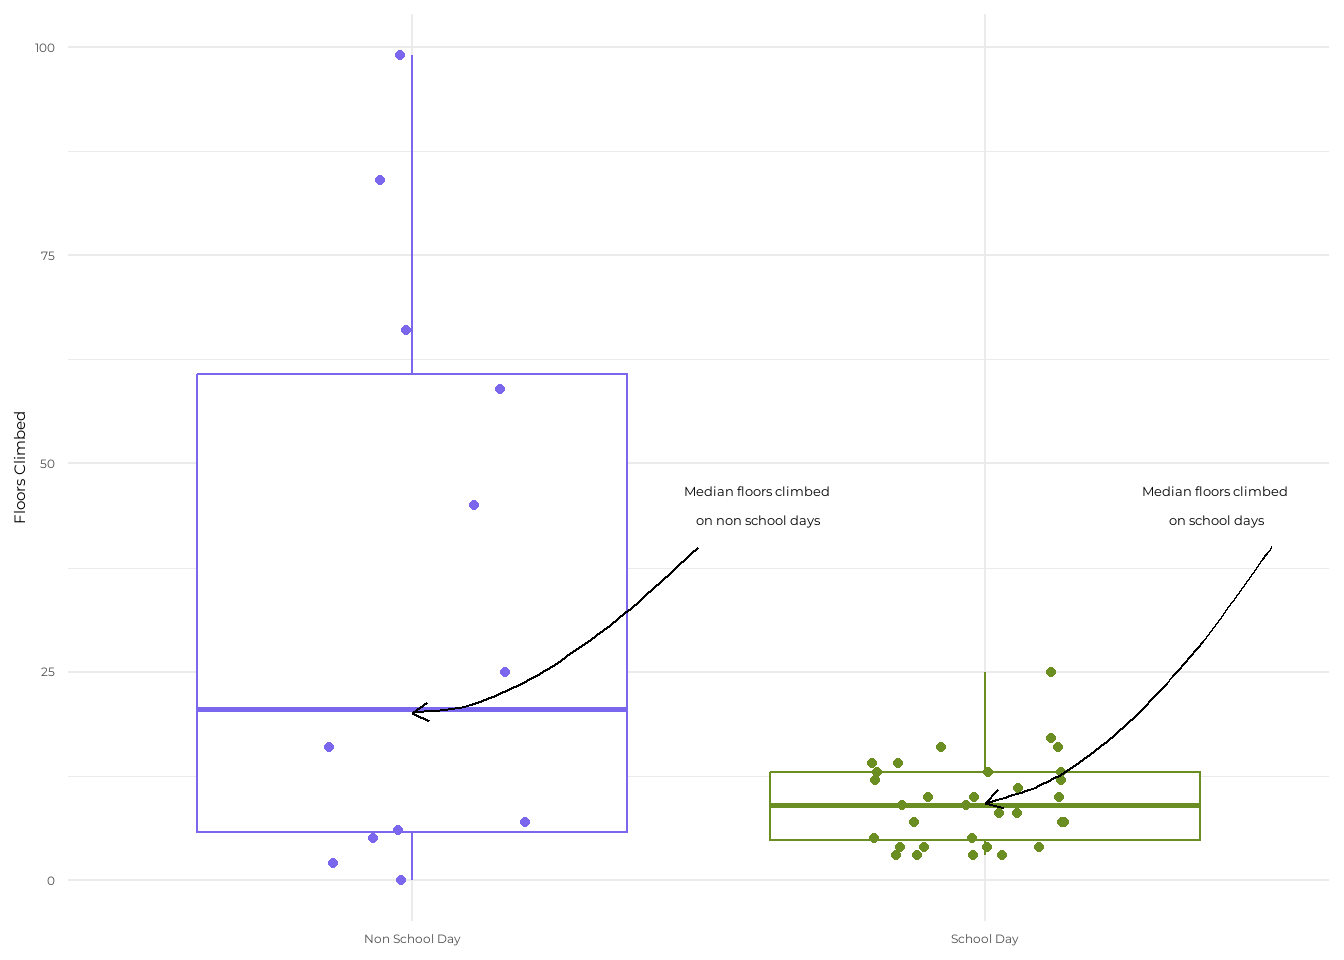 100
75
50
25
0
Floors Climbed
Median floors climbed
on non school days
Median floors climbed
on school days
Non School Day
School Day